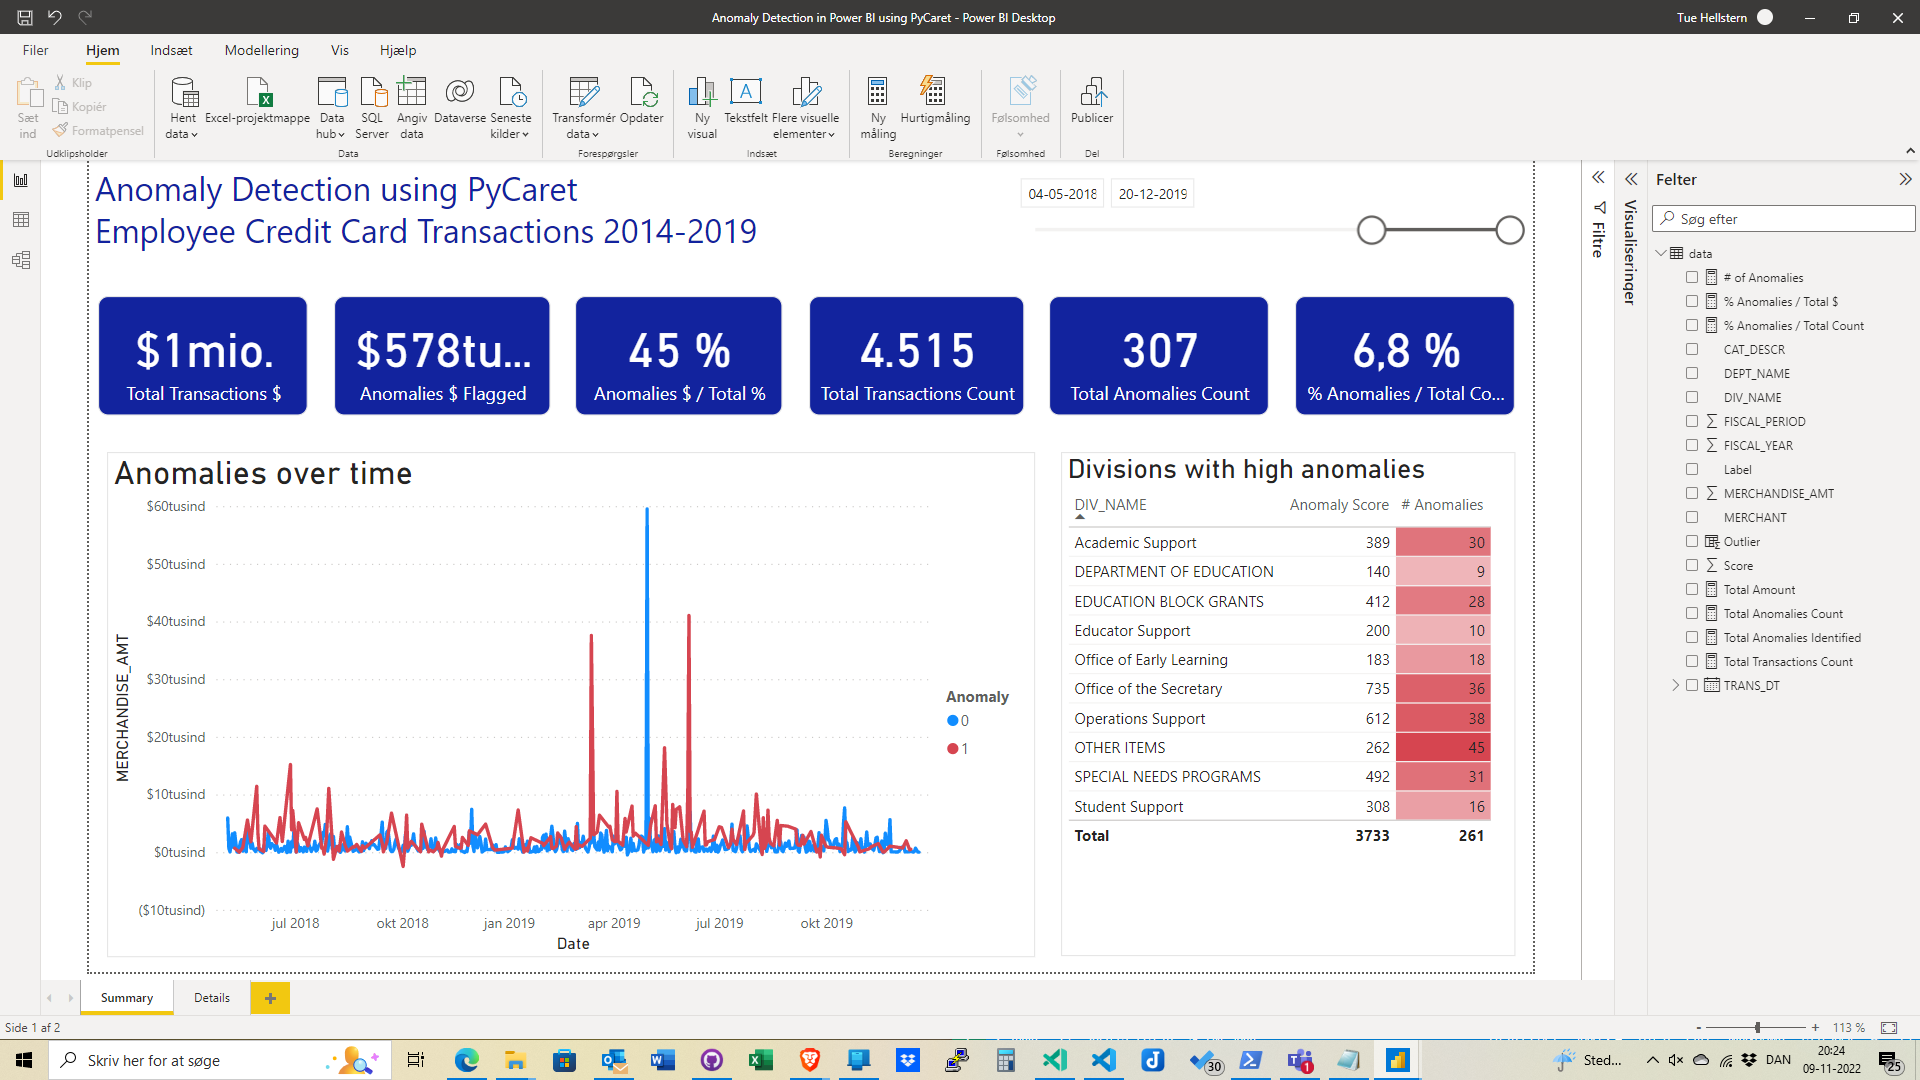 Anomaly Detection in Power BI using PyCaret - Power BI Desktop
Tue Hellstern
Filer
Hjem
Indsæt
Modellering
Vis
Hjælp
Sæt ind
Klip
Kopiér
Formatpensel
Udklipsholder
Hent data
Excel-projektmappe
Data hub
SQL Server
Angiv data
Dataverse
Seneste kilder
Data
Transformér data
Opdater
Forespørgsler
Ny visual
Tekstfelt
Flere visuelle elementer
Indsæt
Ny måling
Hurtigmåling
Beregninger
Følsomhed
Følsomhed
Publicer
Del
Anomaly Detection using PyCaret
Employee Credit Card Transactions 2014-2019
04-05-2018
20-12-2019
$1mio.
Total Transactions $
$578tu...
Anomalies $ Flagged
45 %
Anomalies $ / Total %
4.515
Total Transactions Count
307
Total Anomalies Count
6,8 %
% Anomalies / Total Co...
Anomalies over time
MERCHANDISE_AMT
$60tusind
$50tusind
$40tusind
$30tusind
$20tusind
$10tusind
$0tusind
($10tusind)
jul 2018
okt 2018
jan 2019
apr 2019
jul 2019
okt 2019
Date
Anomaly
0
1
Divisions with high anomalies
DIV_NAME Anomaly Score # Anomalies
Academic Support 389 30
DEPARTMENT OF EDUCATION 140 9
EDUCATION BLOCK GRANTS 412 28
Educator Support 200 10
Office of Early Learning 183 18
Office of the Secretary 735 36
Operations Support 612 38
OTHER ITEMS 262 45
SPECIAL NEEDS PROGRAMS 492 31
Student Support 308 16
Total 3733 261
Filtre
Visualiseringer
Felter
Søg efter
data
# of Anomalies
% Anomalies / Total $
% Anomalies / Total Count
CAT_DESCR
DEPT_NAME
DIV_NAME
FISCAL_PERIOD
FISCAL_YEAR
Label
MERCHANDISE_AMT
MERCHANT
Outlier
Score
Total Amount
Total Anomalies Count
Total Anomalies Identified
Total Transactions Count
TRANS_DT
Summary
Details
Side 1 af 2
- + 113 %
Skriv her for at søge
30
1
Sted...
DAN
20:24
09-11-2022
25